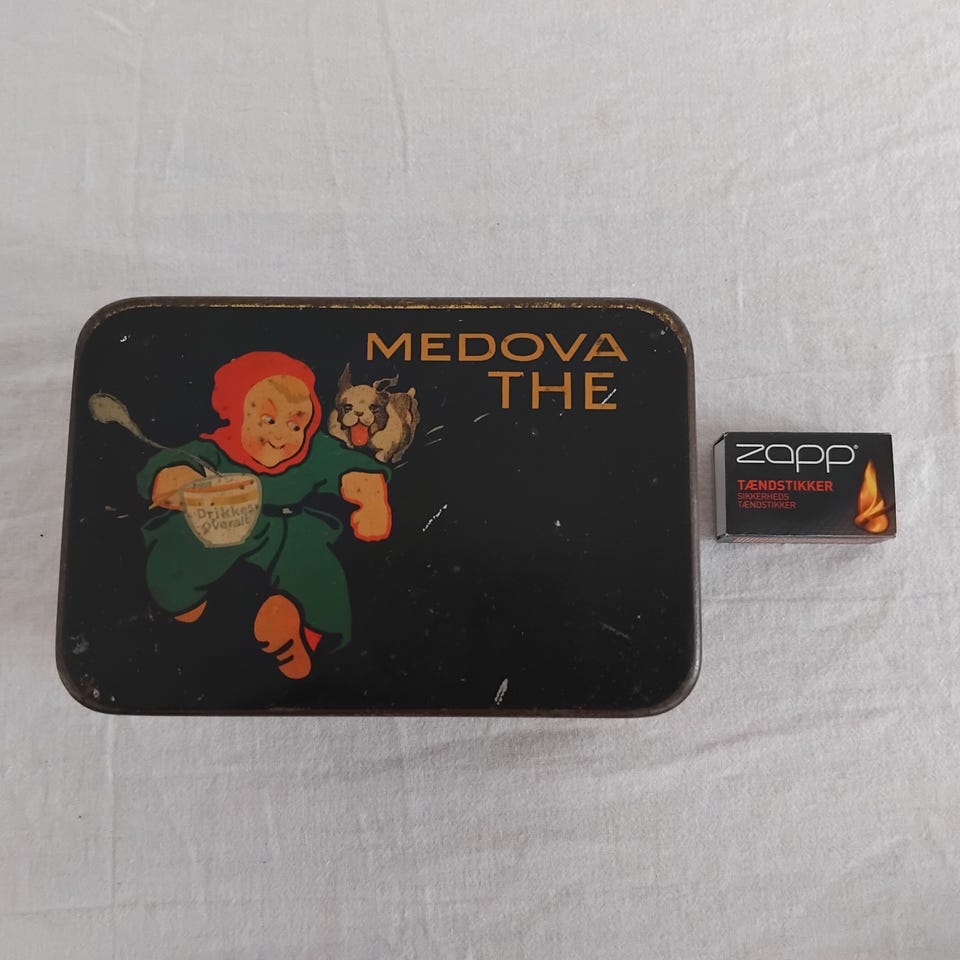 MEDOVA
THE
Drikkes
overalt
zapp®
TÆNDSTIKKER
SIKKERHEDS
TÆNDSTIKKER